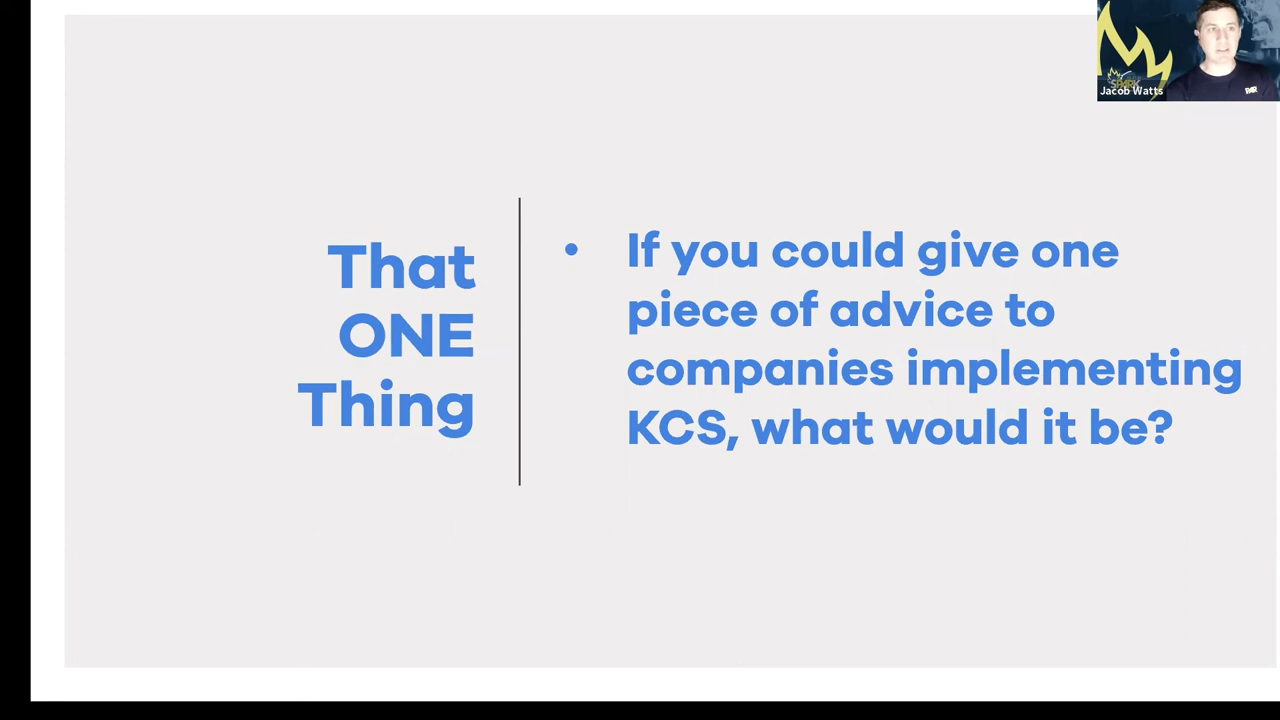 Jacob Watts
That
ONE
Thing
• If you could give one
piece of advice to
companies implementing
KCS, what would it be?